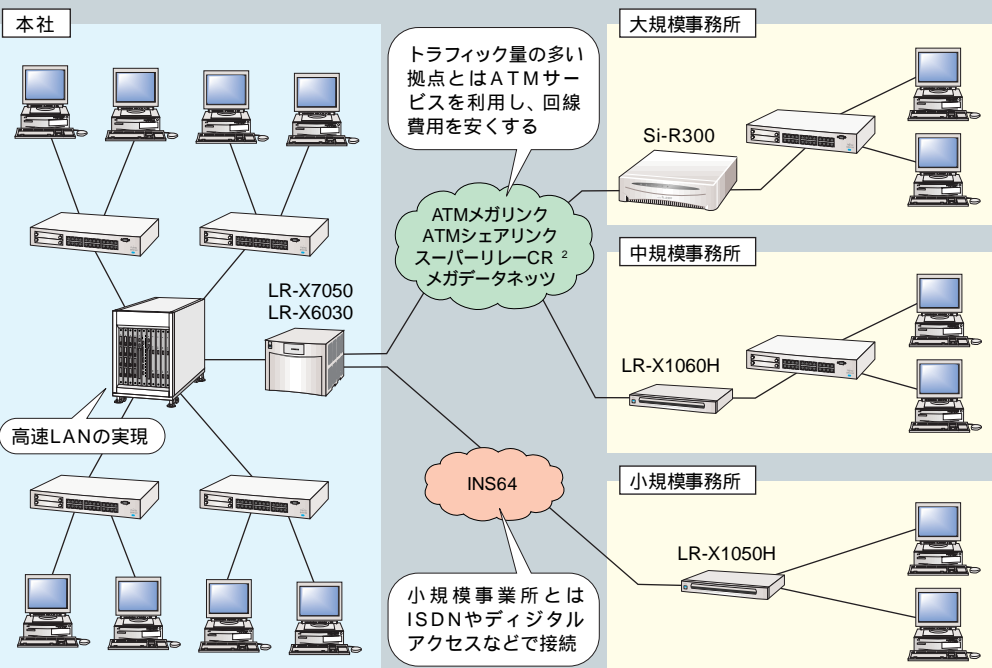 本社
トラフィック量の多い
拠点とはATMサー
ビスを利用し、回線
費用を安くする
大規模事務所
Si-R300
ATMメガリンク
ATMシェアリンク
スーパーリレーCR 2
メガデータネッツ
中規模事務所
LR-X7050
LR-X6030
LR-X1060H
高速LANの実現
INS64
小規模事務所
LR-X1050H
小規模事業所とは
ISDNやディジタル
アクセスなどで接続